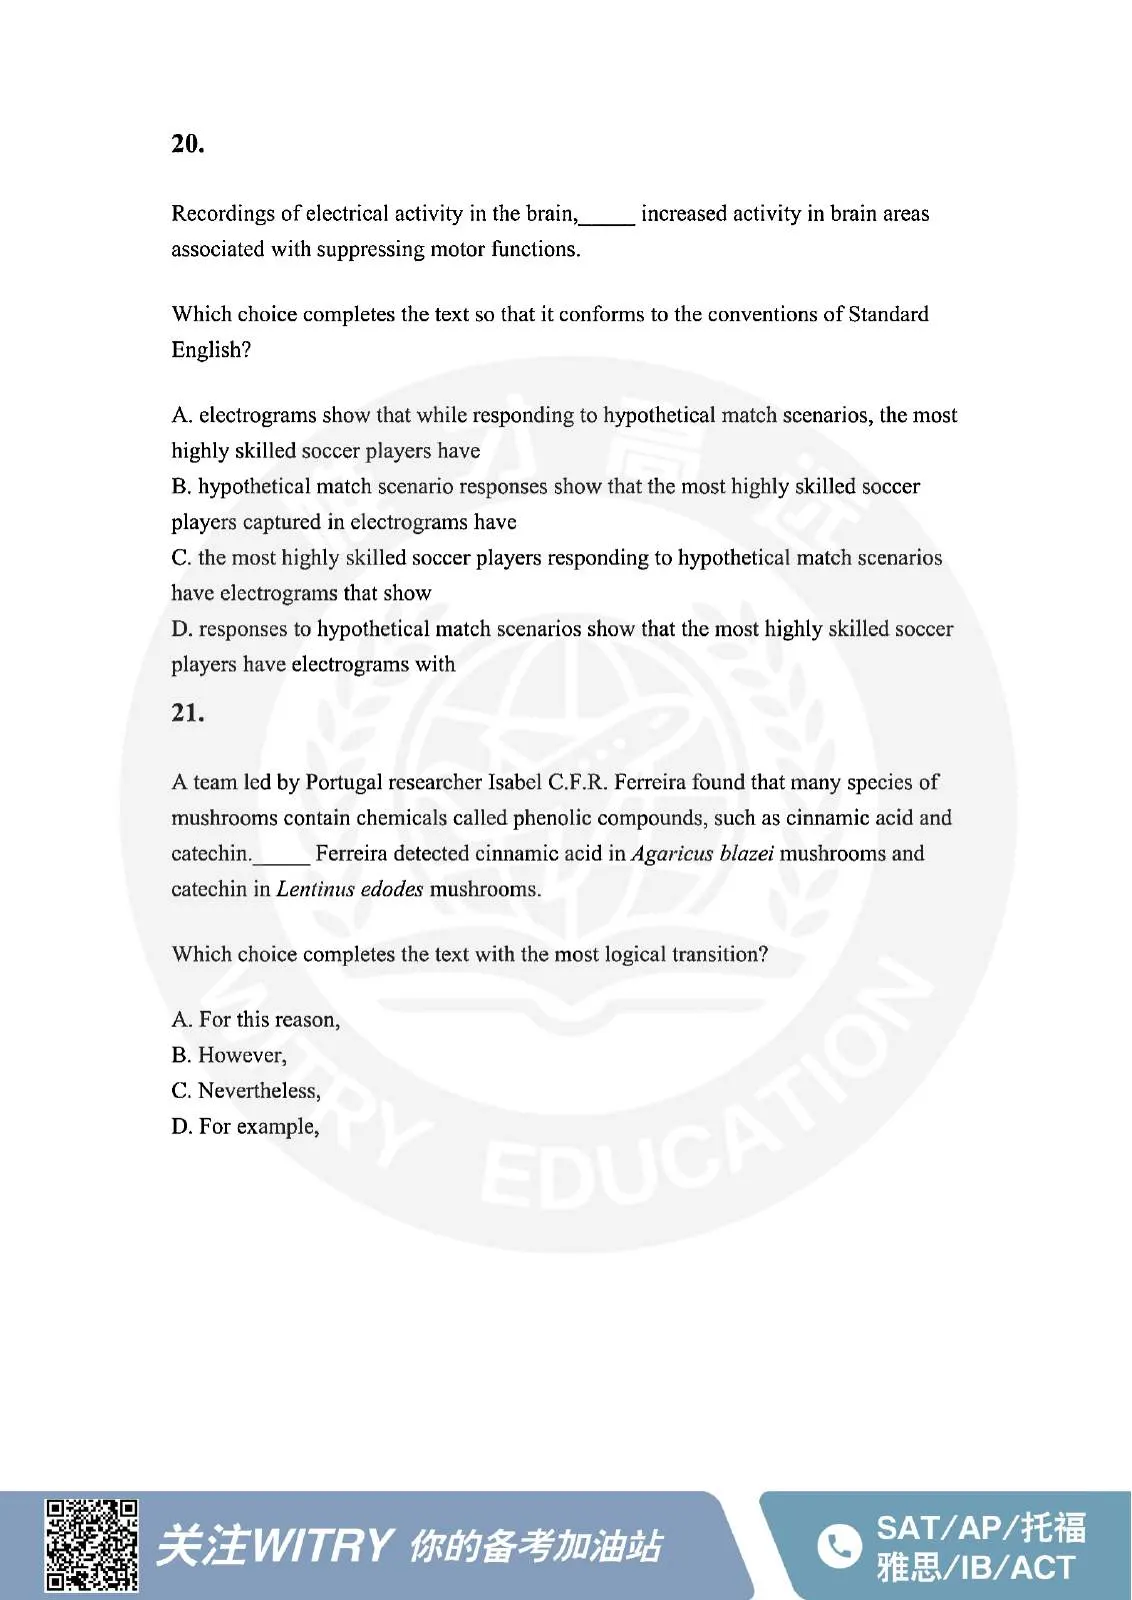 20.
Recordings of electrical activity in the brain,_____ increased activity in brain areas
associated with suppressing motor functions.
Which choice completes the text so that it conforms to the conventions of Standard
English?
A. electrograms show that while responding to hypothetical match scenarios, the most
highly skilled soccer players have
B. hypothetical match scenario responses show that the most highly skilled soccer
players captured in electrograms have
C. the most highly skilled soccer players responding to hypothetical match scenarios
have electrograms that show
D. responses to hypothetical match scenarios show that the most highly skilled soccer
players have electrograms with
21.
A team led by Portugal researcher Isabel C.F.R. Ferreira found that many species of
mushrooms contain chemicals called phenolic compounds, such as cinnamic acid and
catechin._____ Ferreira detected cinnamic acid in Agaricus blazei mushrooms and
catechin in Lentinus edodes mushrooms.
Which choice completes the text with the most logical transition?
A. For this reason,
B. However,
C. Nevertheless,
D. For example,
WITRY EDUCATION
关注WITRY 你的备考加油站
SAT/AP/托福
雅思/IB/ACT